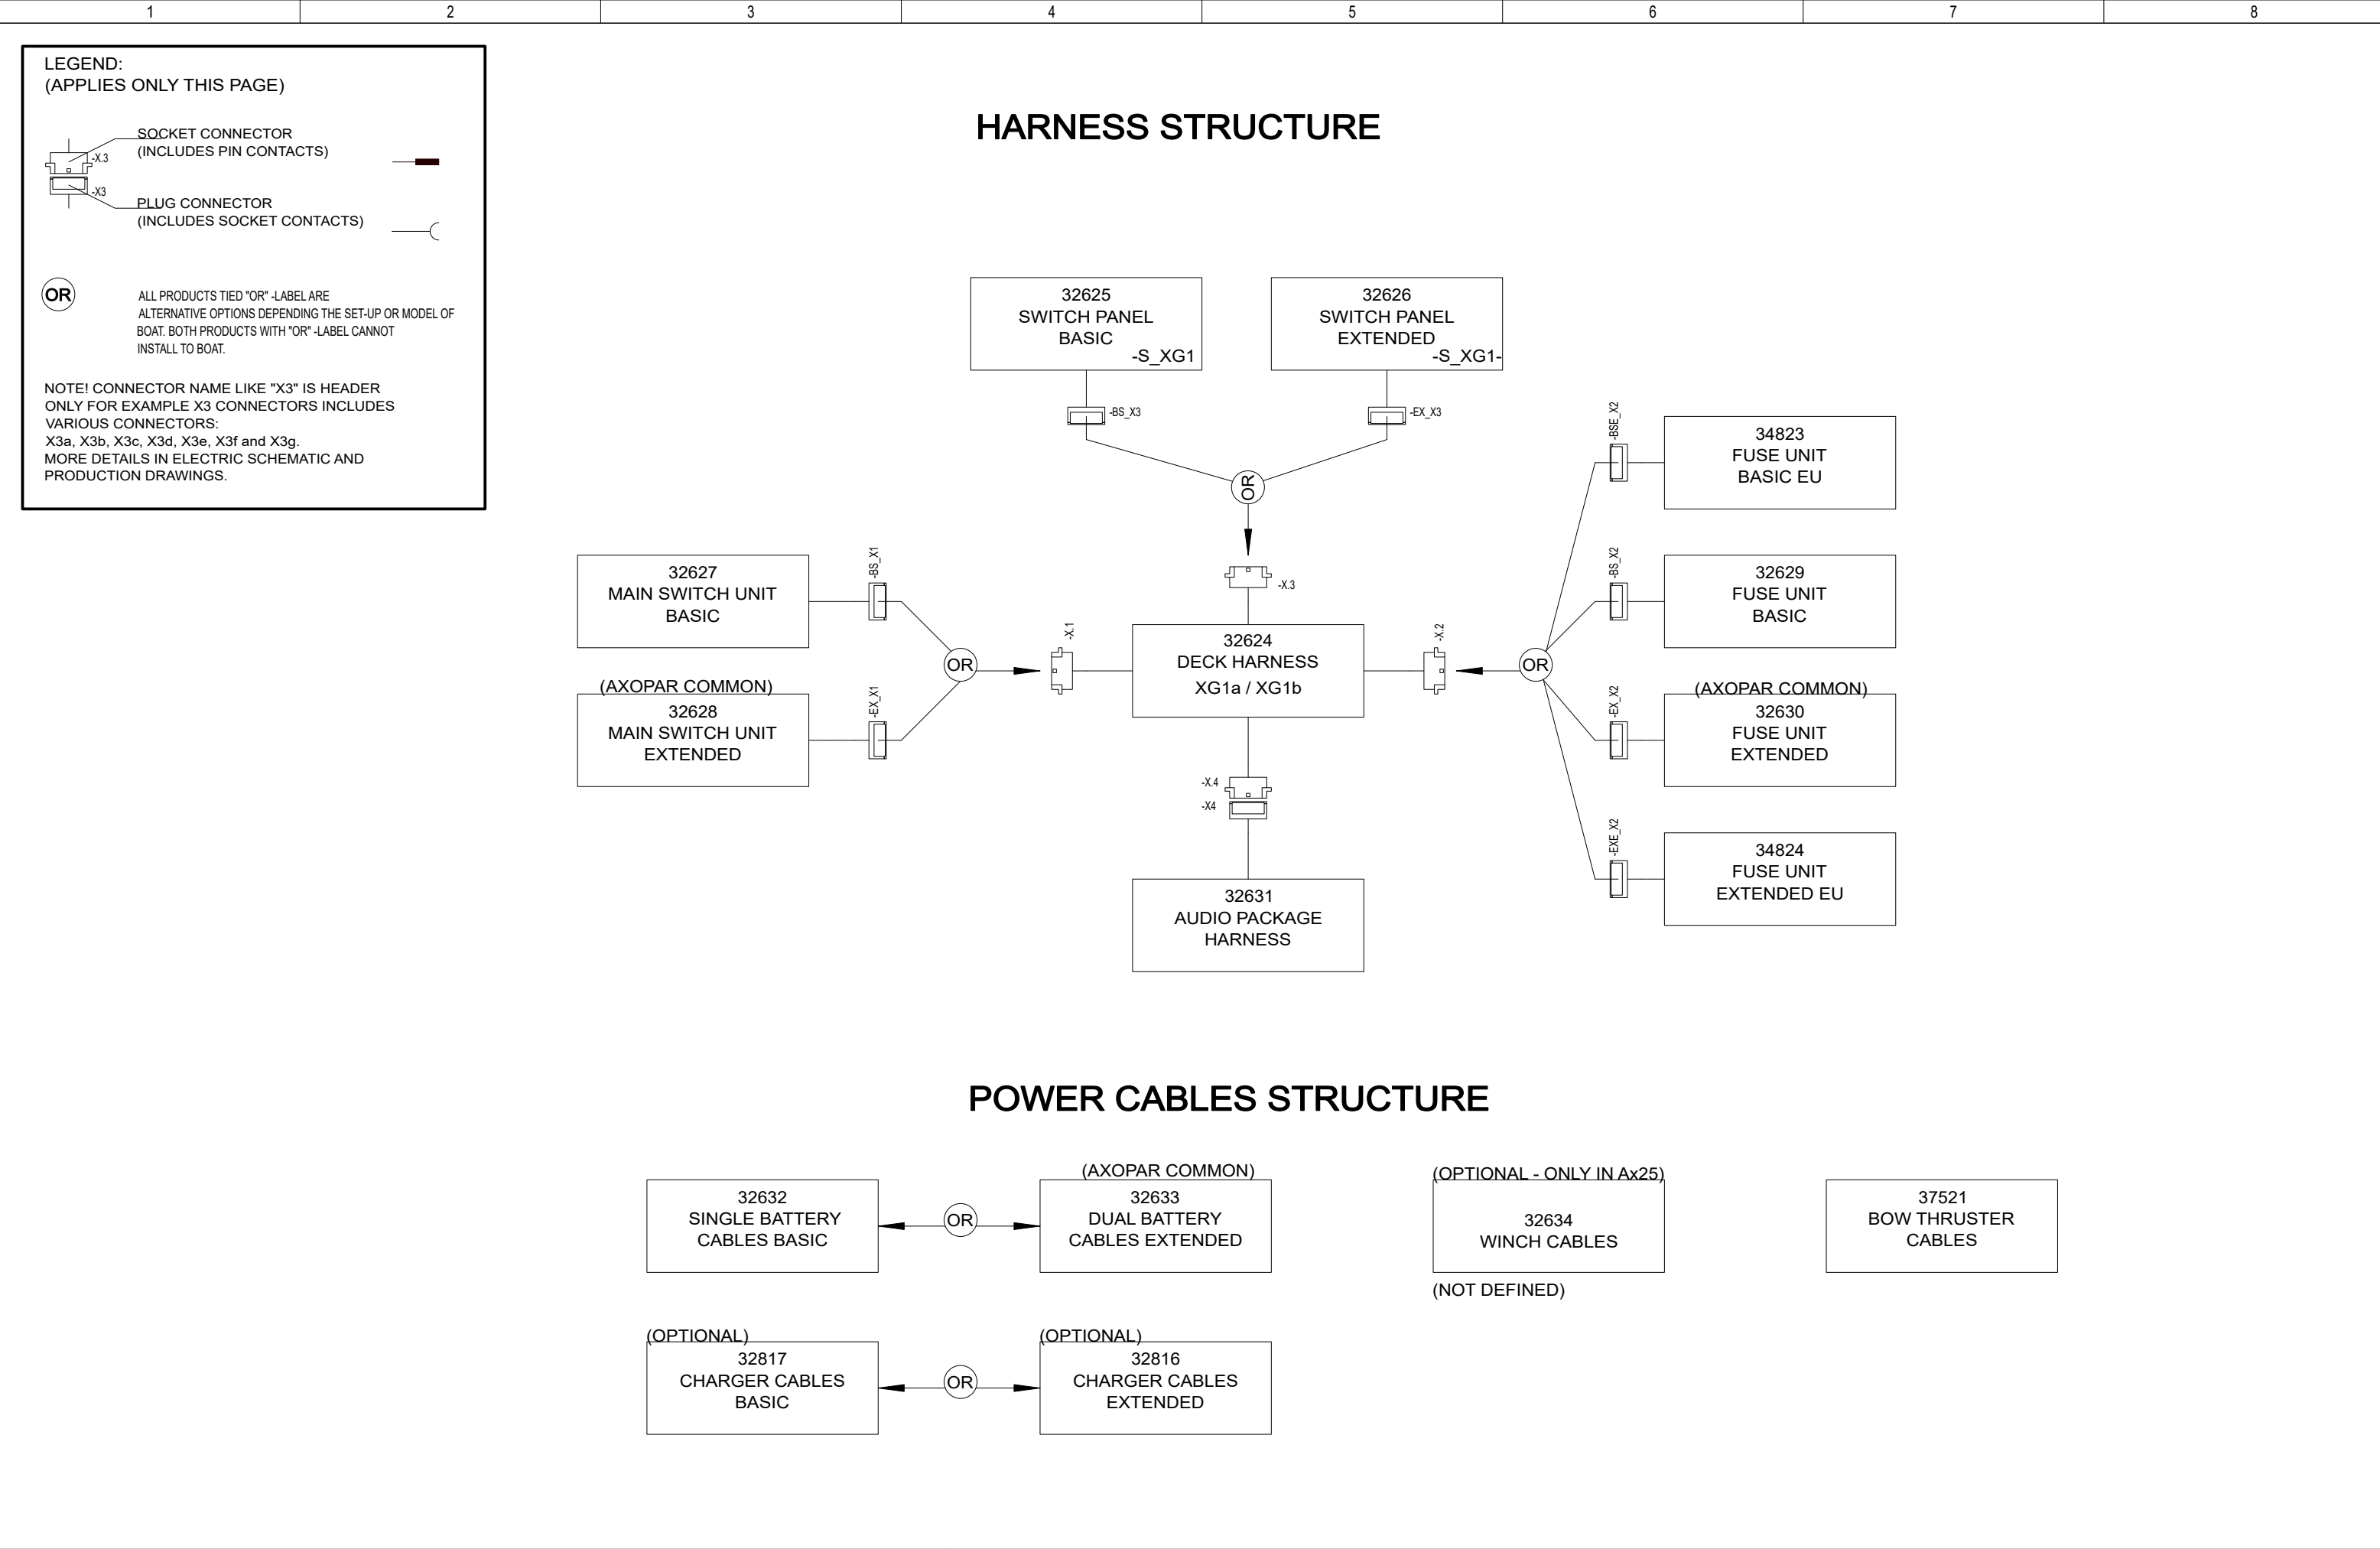 1 2 3 4 5 6 7 8
LEGEND:
(APPLIES ONLY THIS PAGE)
SOCKET CONNECTOR
(INCLUDES PIN CONTACTS)
-X.3
-X3
PLUG CONNECTOR
(INCLUDES SOCKET CONTACTS)
OR
ALL PRODUCTS TIED "OR" -LABEL ARE
ALTERNATIVE OPTIONS DEPENDING THE SET-UP OR MODEL OF
BOAT. BOTH PRODUCTS WITH "OR" -LABEL CANNOT
INSTALL TO BOAT.
NOTE! CONNECTOR NAME LIKE "X3" IS HEADER
ONLY FOR EXAMPLE X3 CONNECTORS INCLUDES
VARIOUS CONNECTORS:
X3a, X3b, X3c, X3d, X3e, X3f and X3g.
MORE DETAILS IN ELECTRIC SCHEMATIC AND
PRODUCTION DRAWINGS.
HARNESS STRUCTURE
32625
SWITCH PANEL
BASIC
-S_XG1
32626
SWITCH PANEL
EXTENDED
-S_XG1-
-BS_X3
-EX_X3
OR
-X.3
32627
MAIN SWITCH UNIT
BASIC
-BS_X1
(AXOPAR COMMON)
32628
MAIN SWITCH UNIT
EXTENDED
-EX_X1
OR
-X.1
32624
DECK HARNESS
XG1a / XG1b
-X.2
OR
-BSE_X2
34823
FUSE UNIT
BASIC EU
-BS_X2
32629
FUSE UNIT
BASIC
(AXOPAR COMMON)
-EX_X2
32630
FUSE UNIT
EXTENDED
-EXE_X2
34824
FUSE UNIT
EXTENDED EU
-X.4
-X4
32631
AUDIO PACKAGE
HARNESS
POWER CABLES STRUCTURE
32632
SINGLE BATTERY
CABLES BASIC
OR
(AXOPAR COMMON)
32633
DUAL BATTERY
CABLES EXTENDED
(OPTIONAL - ONLY IN Ax25)
32634
WINCH CABLES
(NOT DEFINED)
37521
BOW THRUSTER
CABLES
(OPTIONAL)
32817
CHARGER CABLES
BASIC
OR
(OPTIONAL)
32816
CHARGER CABLES
EXTENDED